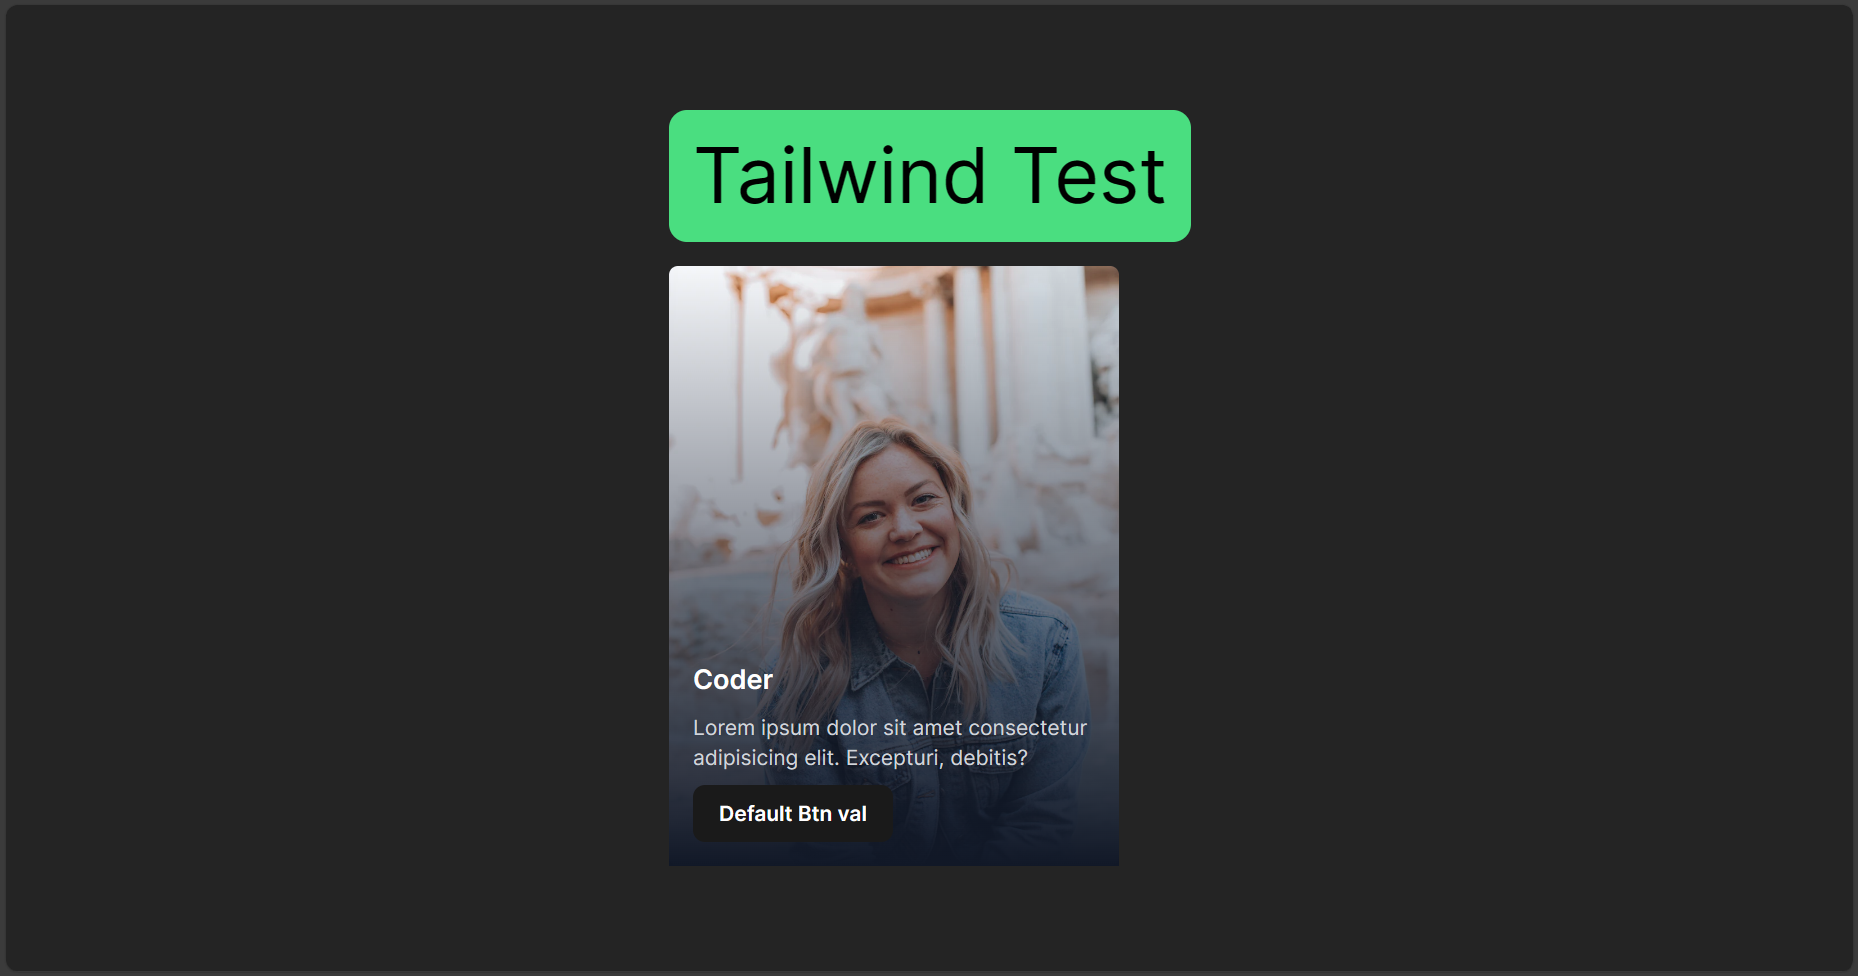 Tailwind Test
Coder
Lorem ipsum dolor sit amet consectetur
adipisicing elit. Excepturi, debitis?
Default Btn val